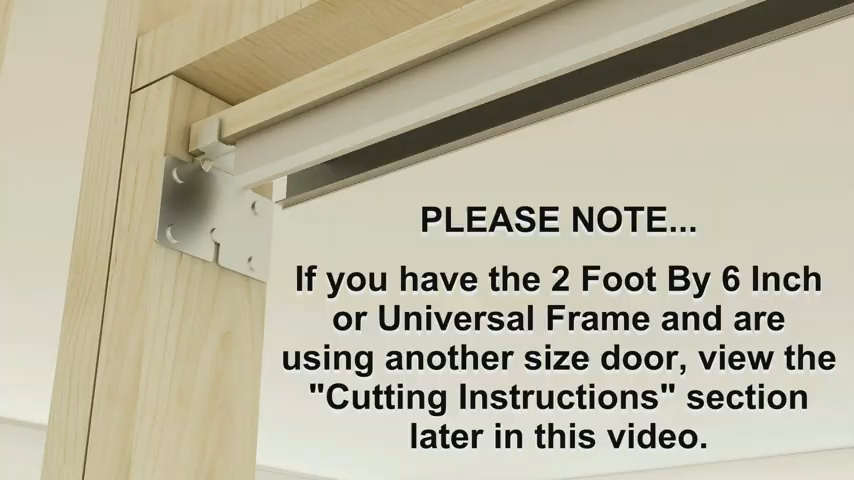 PLEASE NOTE...
If you have the 2 Foot By 6 Inch
or Universal Frame and are
using another size door, view the
"Cutting Instructions" section
later in this video.